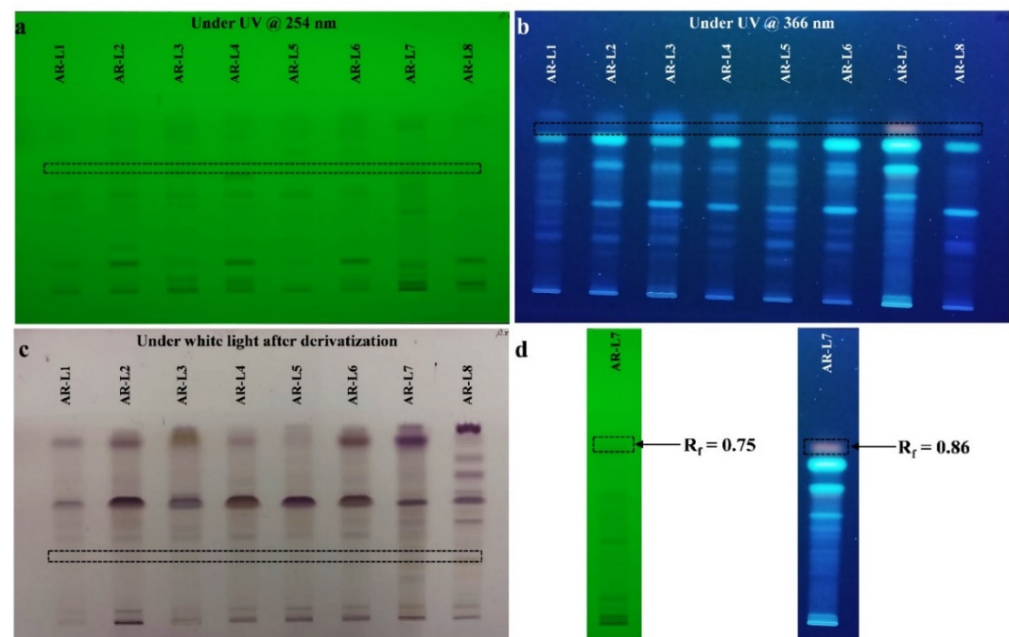 a
Under UV @ 254 nm
AR-L1
AR-L2
AR-L3
AR-L4
AR-L5
AR-L6
AR-L7
AR-L8
b
Under UV @ 366 nm
AR-L1
AR-L2
AR-L3
AR-L4
AR-L5
AR-L6
AR-L7
AR-L8
c
Under white light after derivatization
AR-L1
AR-L2
AR-L3
AR-L4
AR-L5
AR-L6
AR-L7
AR-L8
d
AR-L7
Rf = 0.75
AR-L7
Rf = 0.86